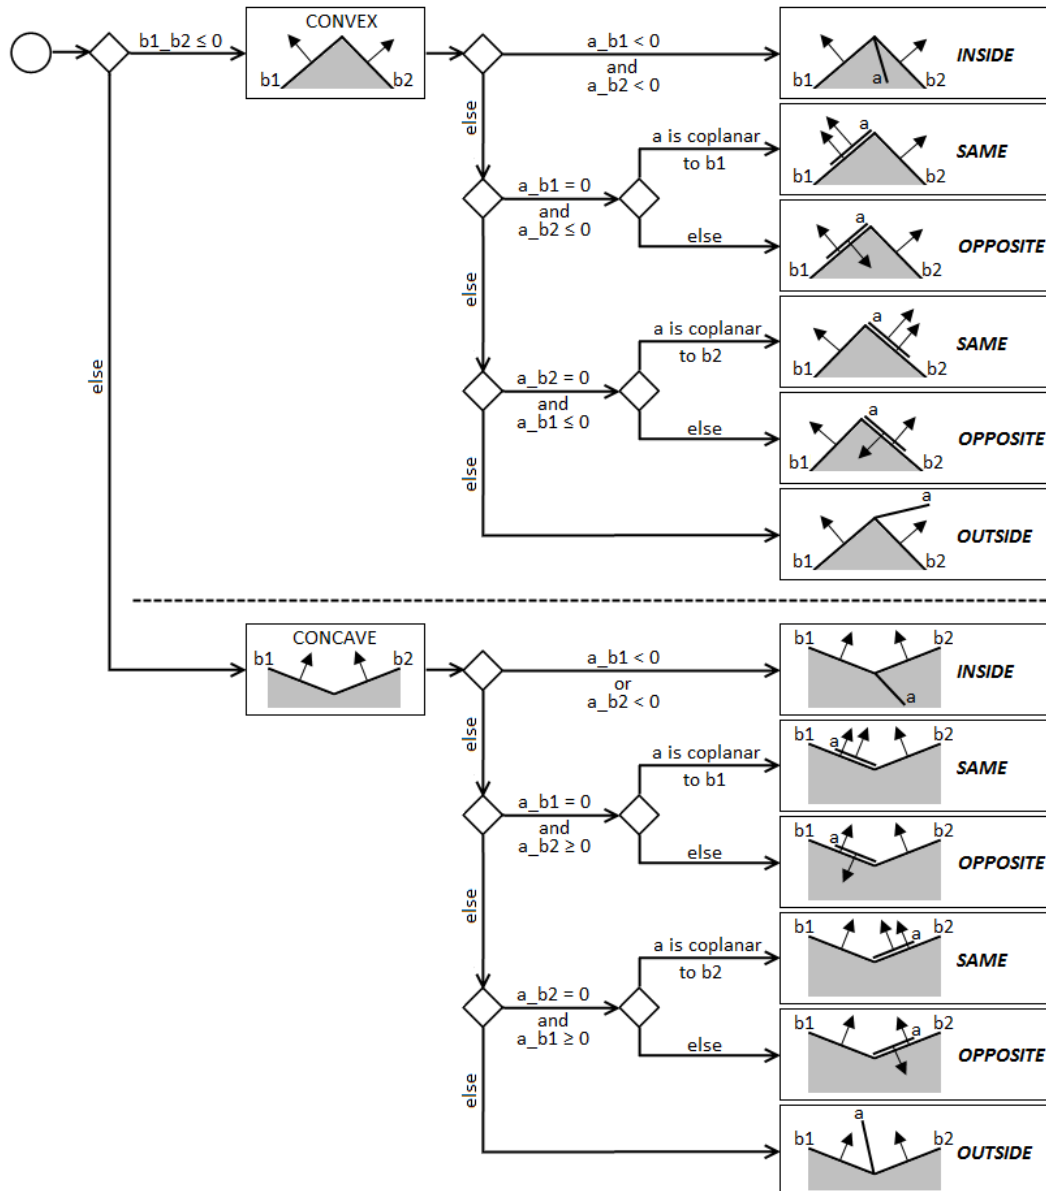 b1_b2 ≤ 0
CONVEX
b1
b2
a_b1 < 0
and
a_b2 < 0
b1
a
b2
INSIDE
else
a is coplanar
to b1
a
b1
b2
SAME
a_b1 = 0
and
a_b2 ≤ 0
else
a
b1
b2
OPPOSITE
else
a is coplanar
to b2
a
b1
b2
SAME
else
a_b2 = 0
and
a_b1 ≤ 0
else
a
b1
b2
OPPOSITE
else
a
b1
b2
OUTSIDE
CONCAVE
b1
b2
a_b1 < 0
or
a_b2 < 0
b1
b2
a
INSIDE
else
a is coplanar
to b1
b1
b2
a
SAME
a_b1 = 0
and
a_b2 ≥ 0
else
b1
b2
a
OPPOSITE
else
a is coplanar
to b2
b1
b2
a
SAME
a_b2 = 0
and
a_b1 ≥ 0
else
b1
b2
a
OPPOSITE
else
a
b1
b2
OUTSIDE